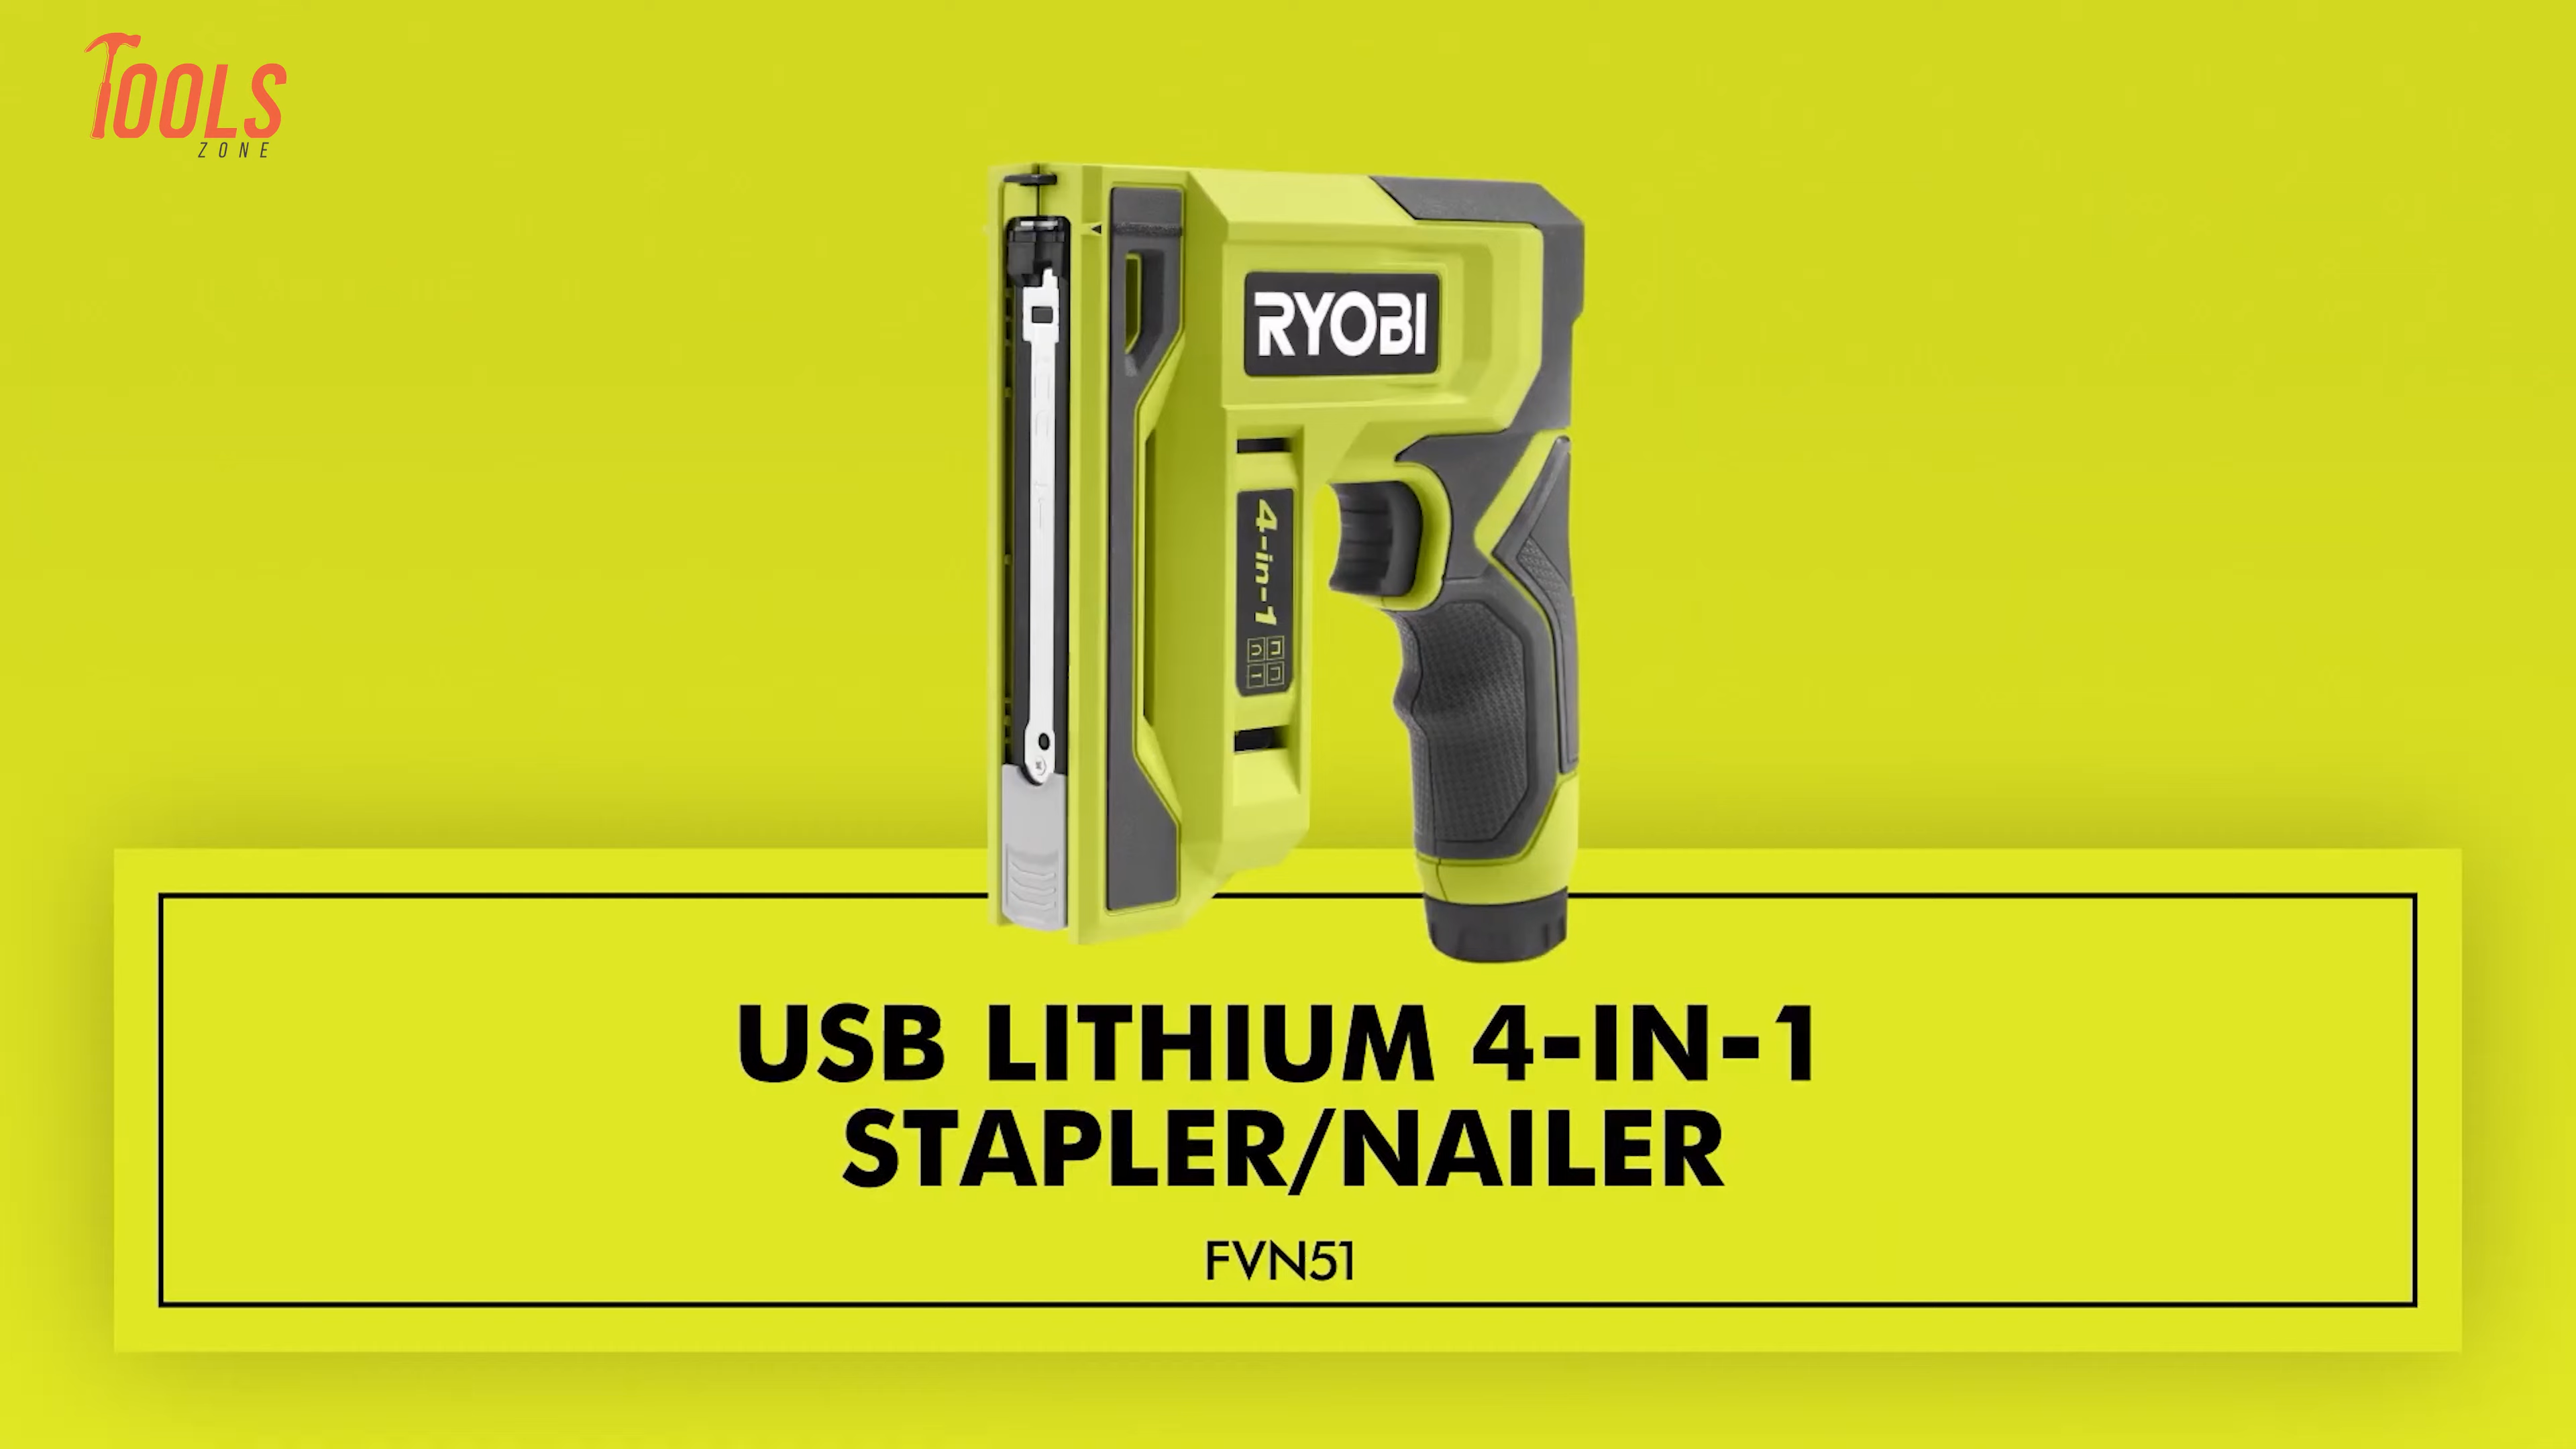 TOOLS
ZONE
RYOBI
4-in-1
USB LITHIUM 4-IN-1
STAPLER/NAILER
FVN51